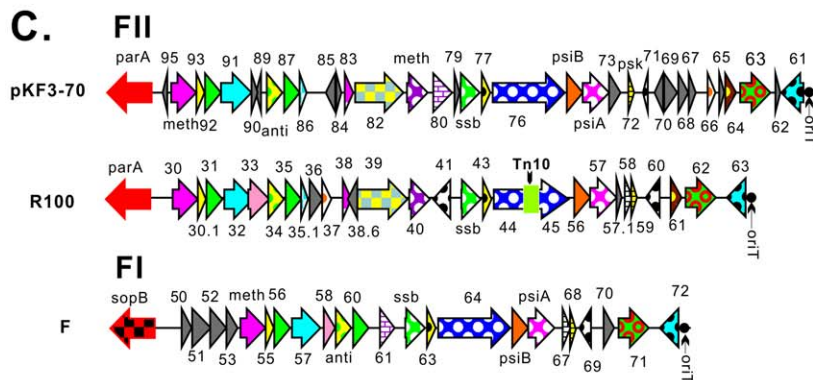 C.
FII
parA 95 93 91 89 87 85 83 meth 79 77 psiB 73 psk 71 69 67 65 63 61
pKF3-70
meth 92 90 anti 86 84 82 80 ssb 76 psiA 72 70 68 66 64 62 oriT
parA 30 31 33 35 36 38 39 41 43 Tn10 57 58 60 62 63
R100
30.1 32 34 35.1 37 38.6 40 ssb 44 45 56 57.1 59 61 oriT
FI
sopB 50 52 meth 56 58 60 ssb 64 psiA 68 70 72
F
51 53 55 57 anti 61 63 psiB 67 69 71 oriT